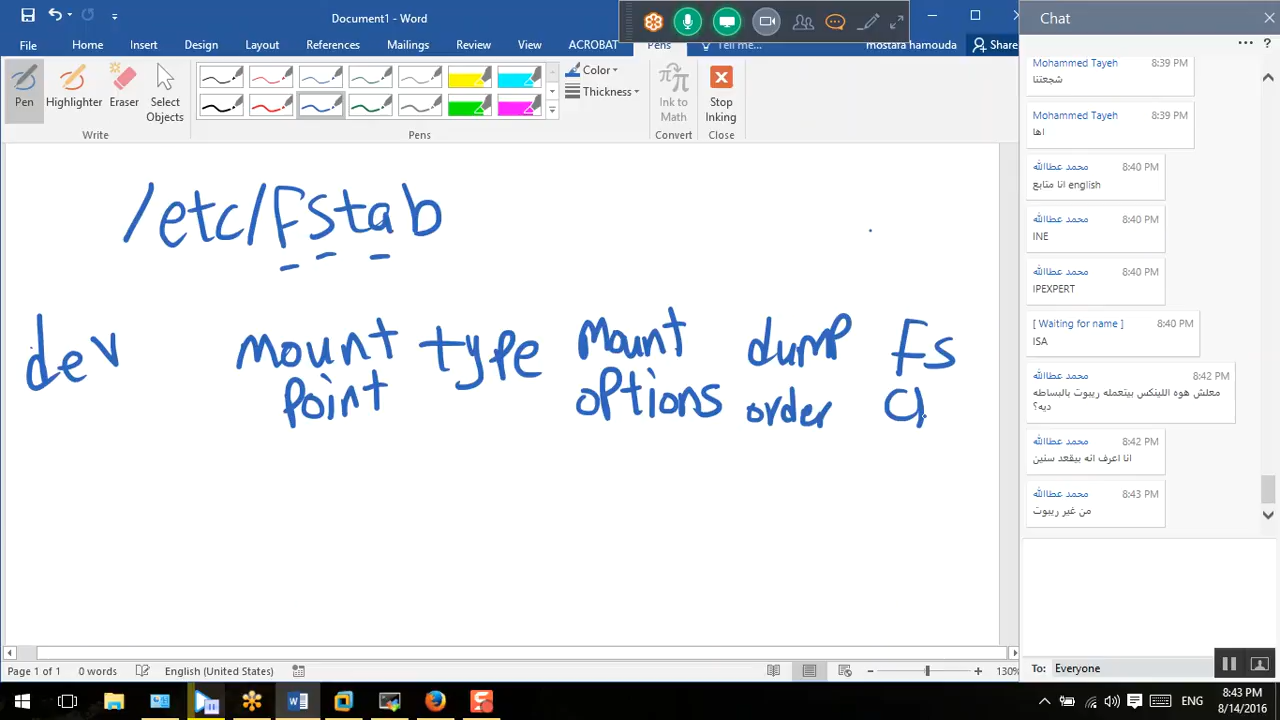 Document1 - Word
File
Home
Insert
Design
Layout
References
Mailings
Review
View
ACROBAT
Pens
Tell me...
mostafa hamouda
Share
Pen
Highlighter
Eraser
Select Objects
Color
Thickness
Ink to Math
Stop Inking
Write
Pens
Convert
Close
/etc/Fstab
dev mount type Mount dump Fs
point options order
Chat
Mohammed Tayeh 8:39 PM
شجعتنا
Mohammed Tayeh 8:39 PM
اها
محمد عطاالله 8:40 PM
انا متابع english
محمد عطاالله 8:40 PM
INE
محمد عطاالله 8:40 PM
IPEXPERT
[ Waiting for name ] 8:40 PM
ISA
محمد عطاالله 8:42 PM
معلش هوه اللينكس بيتعمله ريبوت بالبساطه
ديه؟
محمد عطاالله 8:42 PM
انا اعرف انه بيقعد سنين
محمد عطاالله 8:43 PM
من غير ريبوت
To: Everyone
Page 1 of 1 0 words English (United States) 130%
ENG
8:43 PM
8/14/2016